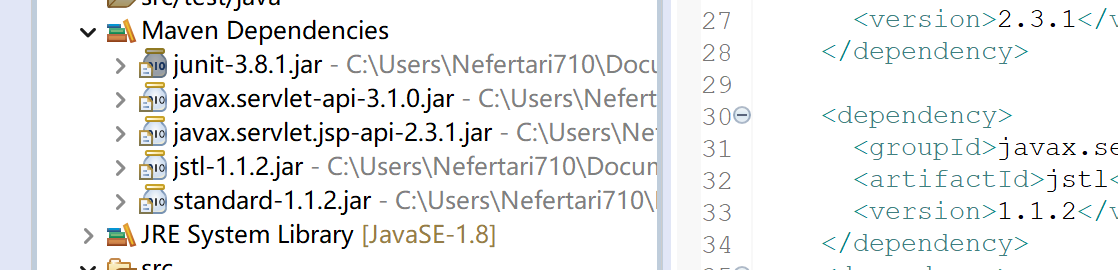 src/test/java
Maven Dependencies
junit-3.8.1.jar - C:\Users\Nefertari710\Docu
javax.servlet-api-3.1.0.jar - C:\Users\Nefert
javax.servlet.jsp-api-2.3.1.jar - C:\Users\N
jstl-1.1.2.jar - C:\Users\Nefertari710\Docum
standard-1.1.2.jar - C:\Users\Nefertari710\
JRE System Library [JavaSE-1.8]
src
27 <version>2.3.1</v
28 </dependency>
29
30 <dependency>
31 <groupId>javax.se
32 <artifactId>jstl<
33 <version>1.1.2</v
34 </dependency>